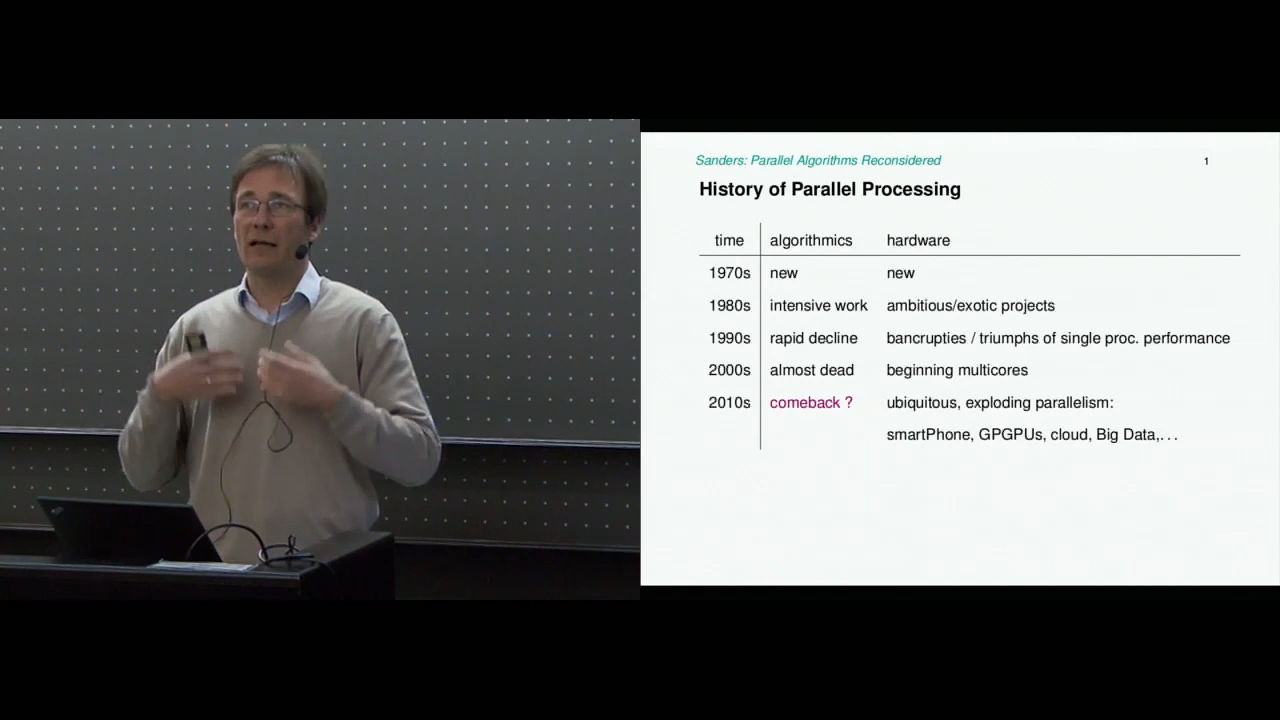 Sanders: Parallel Algorithms Reconsidered 1
History of Parallel Processing
time algorithmics hardware
1970s new new
1980s intensive work ambitious/exotic projects
1990s rapid decline bancrupties / triumphs of single proc. performance
2000s almost dead beginning multicores
2010s comeback ? ubiquitous, exploding parallelism:
smartPhone, GPGPUs, cloud, Big Data,...